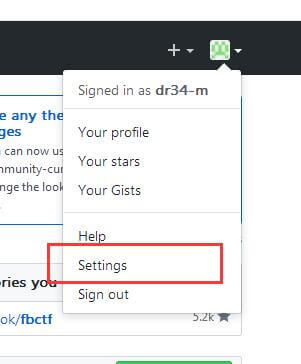 Signed in as dr34-m
e any the
ges
can now us
mmunity-cur
nge the look
Your profile
Your stars
Your Gists
Help
Settings
ories you
Sign out
ok/fbctf
5.2k